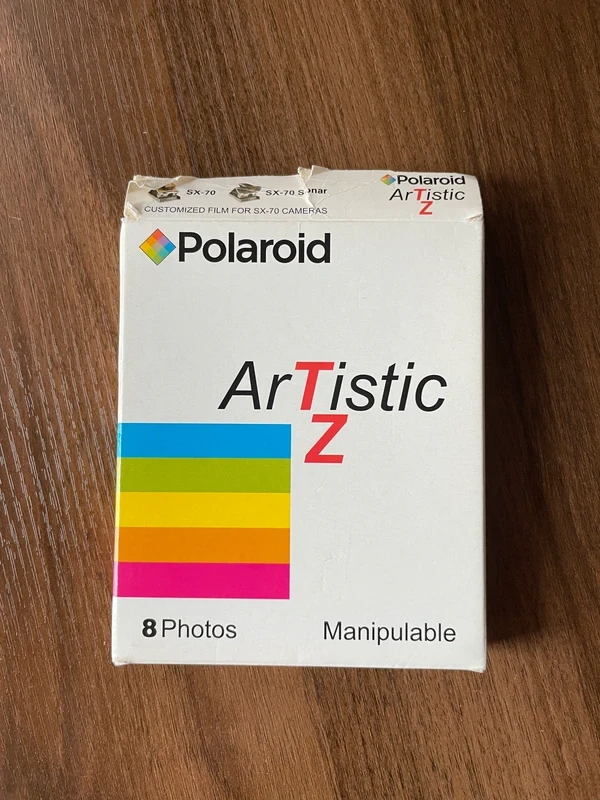 SX-70 SX-70 Sonar
CUSTOMIZED FILM FOR SX-70 CAMERAS
Polaroid
ArTistic
Z
Polaroid
ArTistic
Z
8 Photos
Manipulable